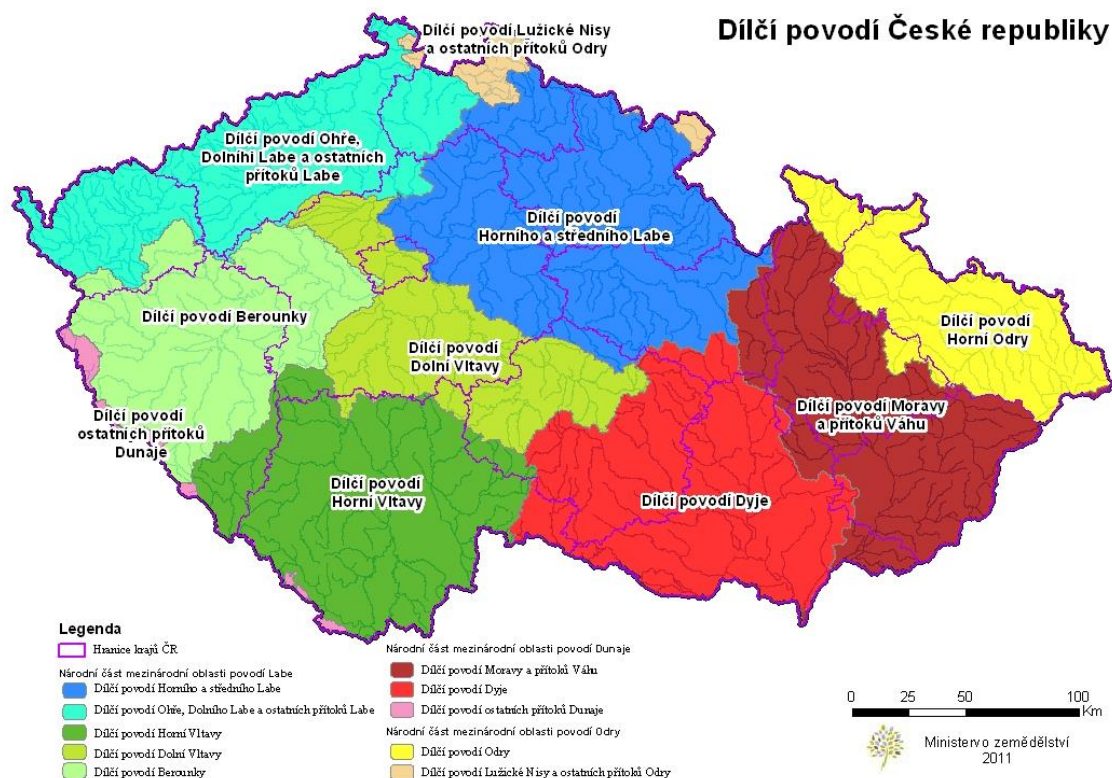 Dílčí povodí České republiky
Dílčí povodí Lužické Nisy
a ostatních přítoků Odry
Dílčí povodí Ohře,
Dolního Labe a ostatních
přítoků Labe
Dílčí povodí
Horního a středního Labe
Dílčí povodí Berounky
Dílčí povodí
Dolní Vltavy
Dílčí povodí
Horní Odry
Dílčí povodí
ostatních přítoků
Dunaje
Dílčí povodí Moravy
a přítoků Váhu
Dílčí povodí
Horní Vltavy
Dílčí povodí Dyje
Legenda
Hranice krajů ČR
Národní část mezinárodní oblasti povodí Labe
Dílčí povodí Horního a středního Labe
Dílčí povodí Ohře, Dolního Labe a ostatních přítoků Labe
Dílčí povodí Horní Vltavy
Dílčí povodí Dolní Vltavy
Dílčí povodí Berounky
Národní část mezinárodní oblasti povodí Dunaje
Dílčí povodí Moravy a přítoků Váhu
Dílčí povodí Dyje
Dílčí povodí ostatních přítoků Dunaje
Národní část mezinárodní oblasti povodí Odry
Dílčí povodí Odry
Dílčí povodí Lužické Nisy a ostatních přítoků Odry
0 25 50 100
Km
Ministerstvo zemědělství
2011